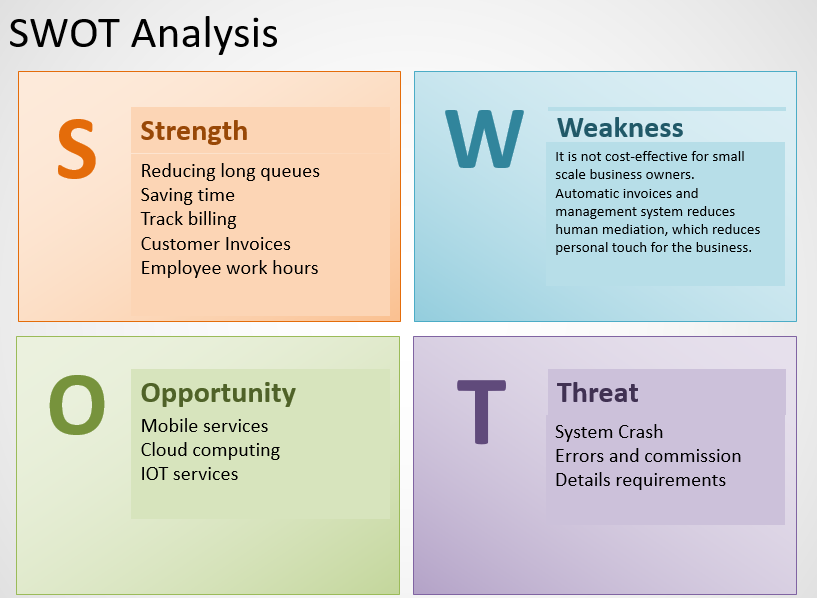 SWOT Analysis
S
Strength
Reducing long queues
Saving time
Track billing
Customer Invoices
Employee work hours
W
Weakness
It is not cost-effective for small
scale business owners.
Automatic invoices and
management system reduces
human mediation, which reduces
personal touch for the business.
O
Opportunity
Mobile services
Cloud computing
IOT services
T
Threat
System Crash
Errors and commission
Details requirements